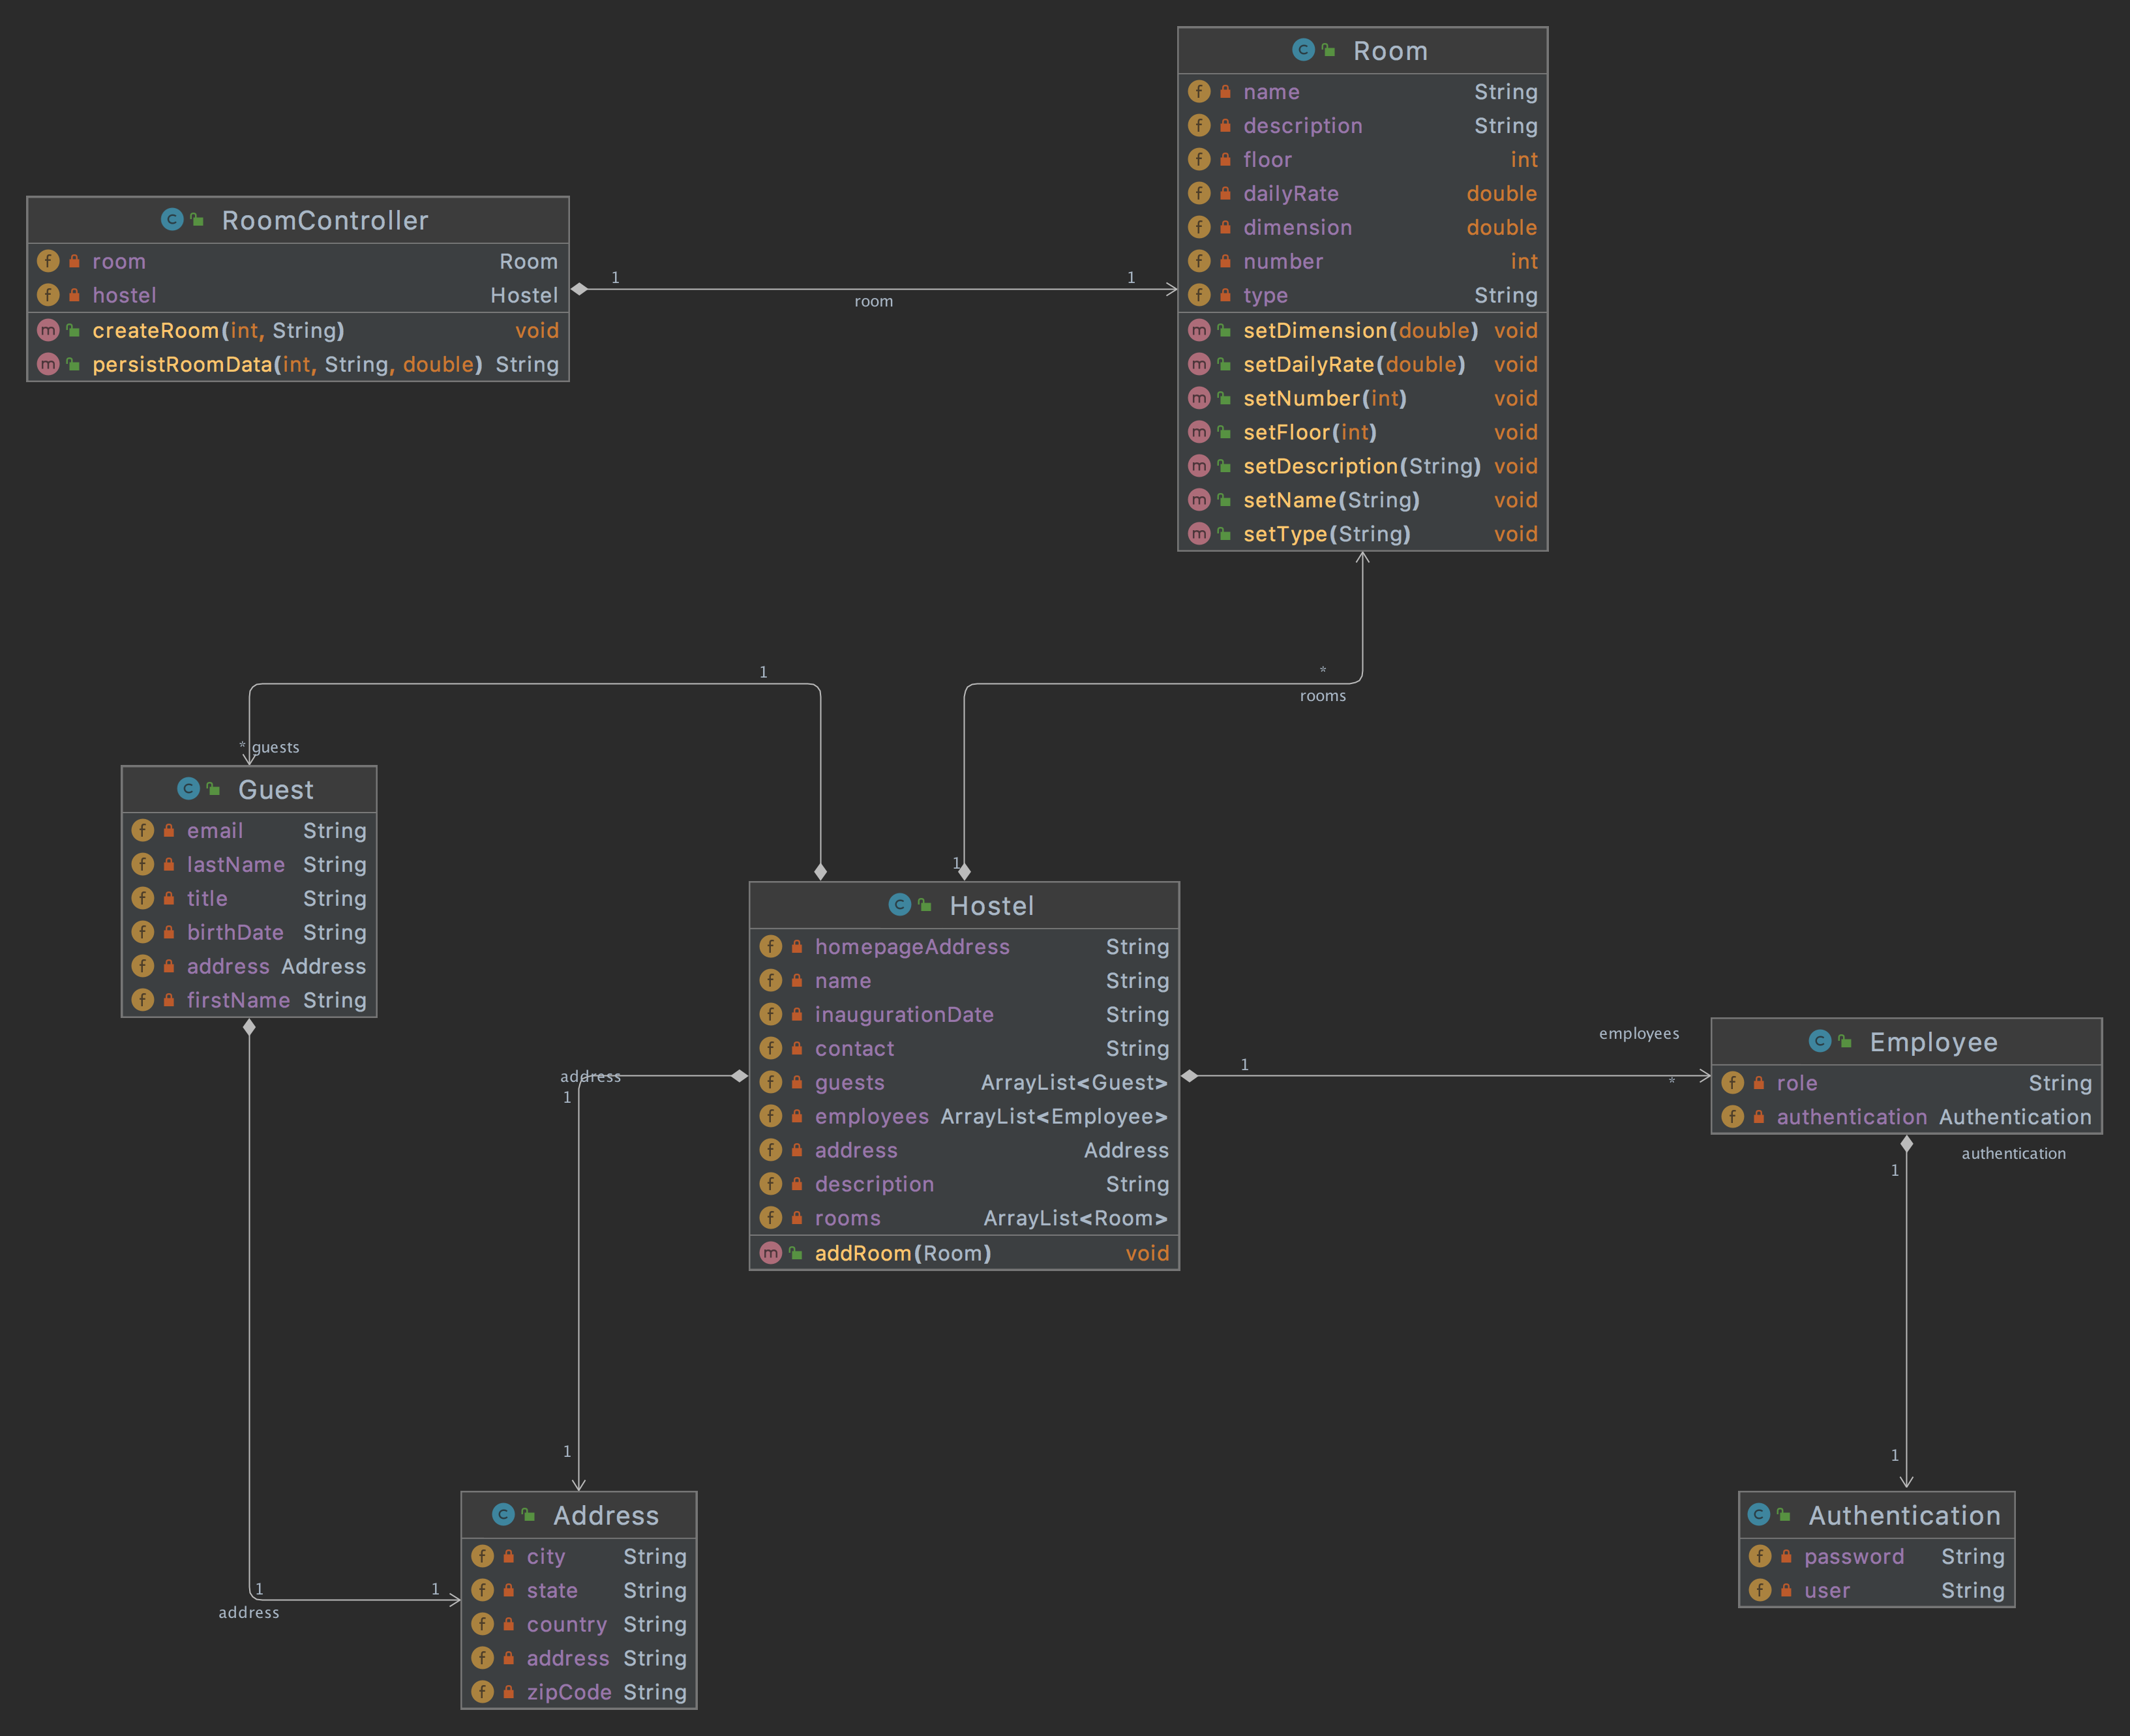 Room
name String
description String
floor int
dailyRate double
dimension double
number int
type String
setDimension(double) void
setDailyRate(double) void
setNumber(int) void
setFloor(int) void
setDescription(String) void
setName(String) void
setType(String) void
RoomController
room Room
hostel Hostel
createRoom(int, String) void
persistRoomData(int, String, double) String
1 1
room
1
* guests
*
rooms
1
Guest
email String
lastName String
title String
birthDate String
address Address
firstName String
Hostel
homepageAddress String
name String
inaugurationDate String
contact String
guests ArrayList<Guest>
employees ArrayList<Employee>
address Address
description String
rooms ArrayList<Room>
addRoom(Room) void
address
1
1
employees
1
*
Employee
role String
authentication Authentication
authentication
1
1
1 1
address
Address
city String
state String
country String
address String
zipCode String
Authentication
password String
user String